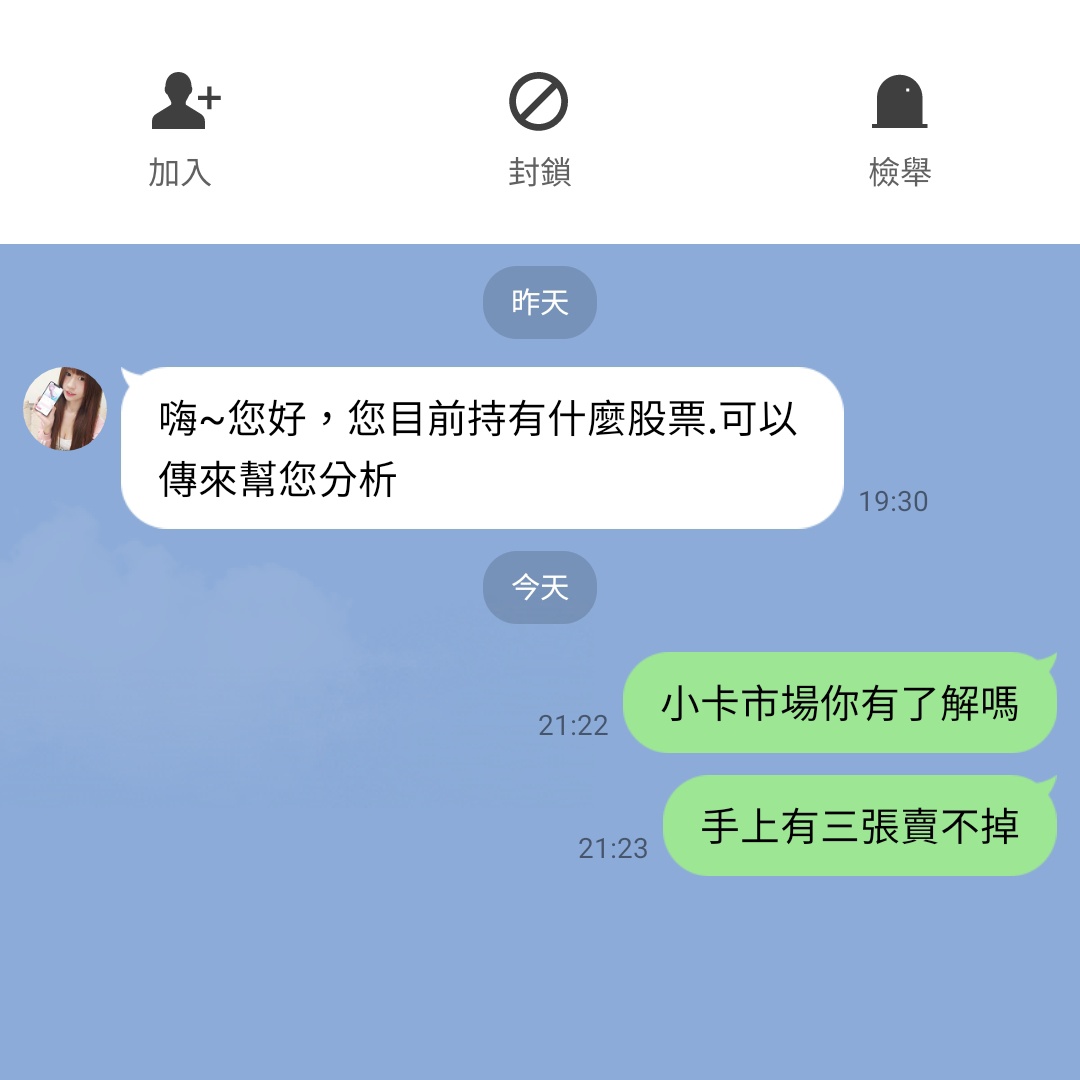 加入
封鎖
檢舉
昨天
嗨~您好，您目前持有什麼股票.可以
傳來幫您分析
19:30
今天
小卡市場你有了解嗎
21:22
手上有三張賣不掉
21:23